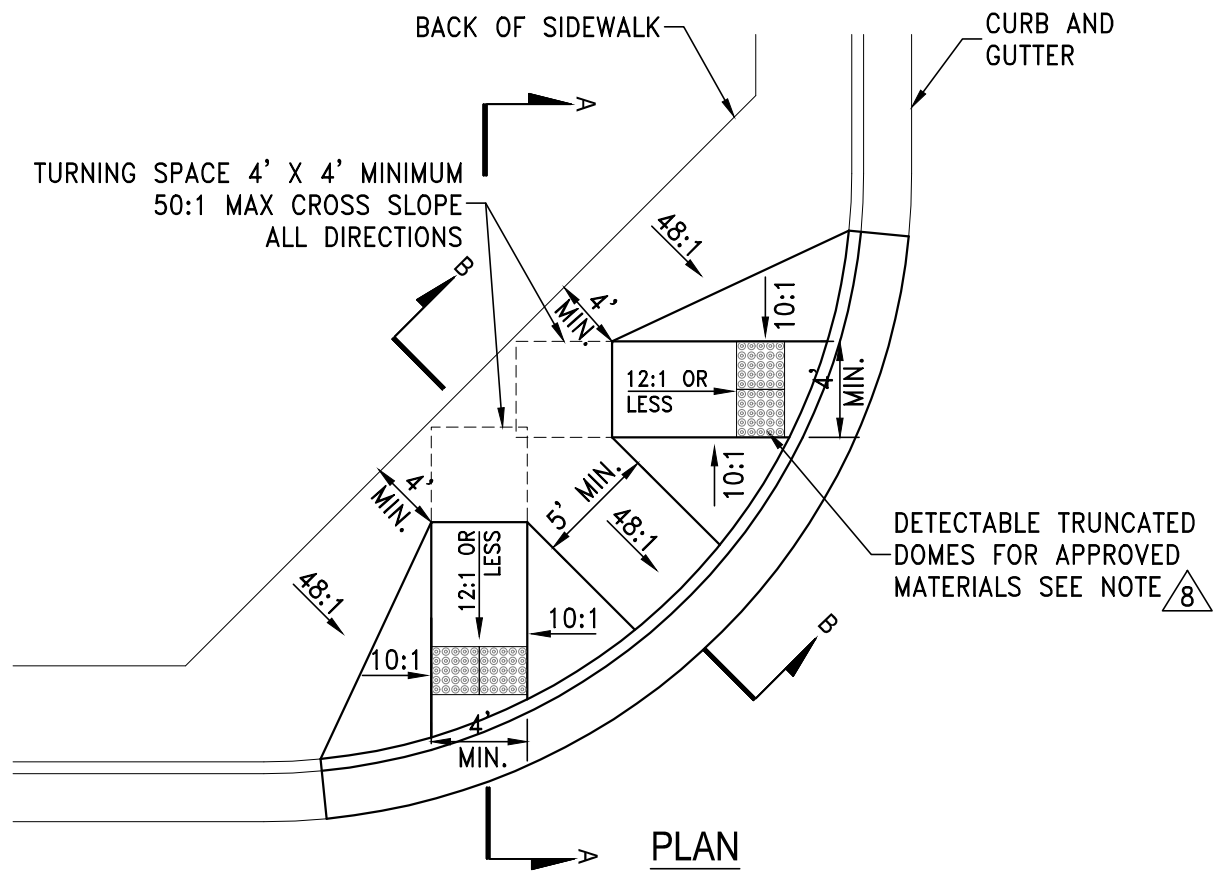 BACK OF SIDEWALK
CURB AND
GUTTER
A
TURNING SPACE 4' X 4' MINIMUM
50:1 MAX CROSS SLOPE
ALL DIRECTIONS
48:1
B
4'
MIN.
10:1
12:1 OR
LESS
4'
MIN.
10:1
4'
MIN.
5' MIN.
48:1
DETECTABLE TRUNCATED
DOMES FOR APPROVED
MATERIALS SEE NOTE 8
12:1 OR
LESS
48:1
10:1
10:1
B
4'
MIN.
A
PLAN